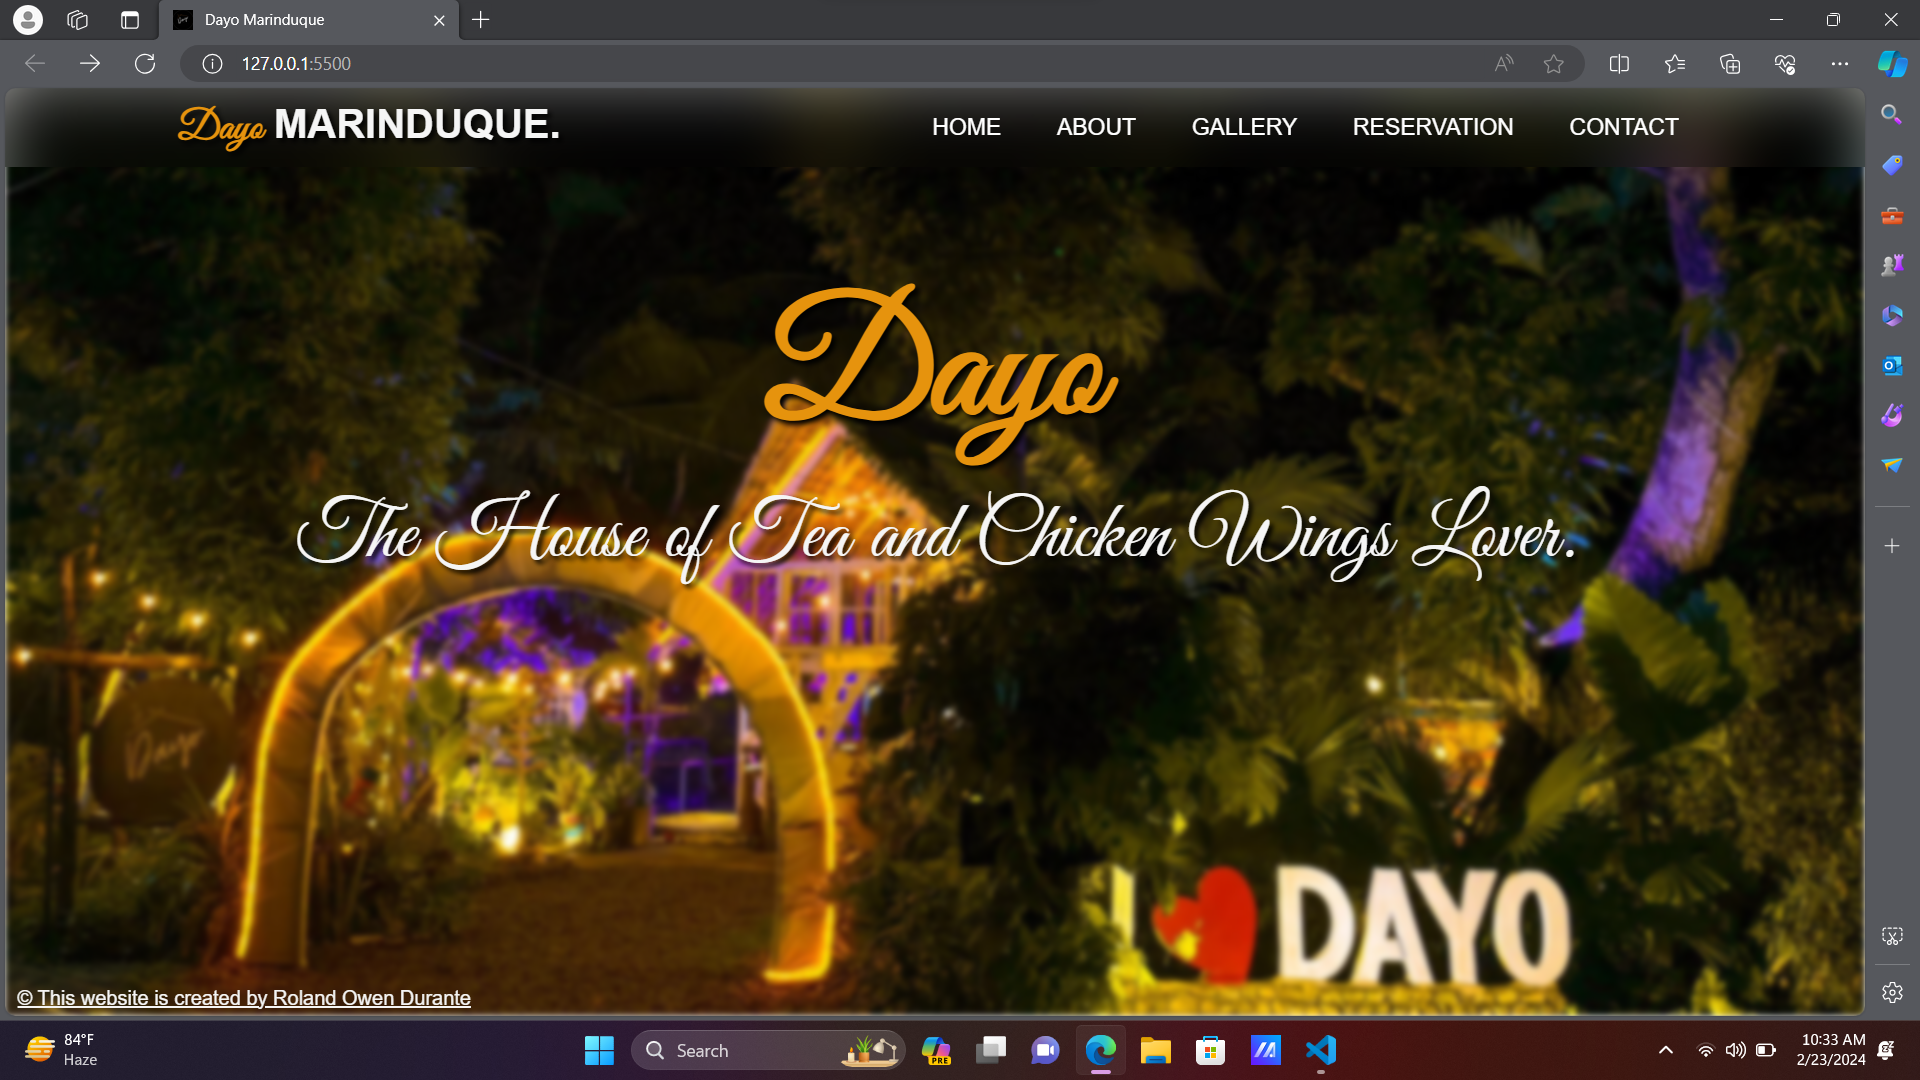 Dayo Marinduque
127.0.0.1:5500
Dayo MARINDUQUE.
HOME ABOUT GALLERY RESERVATION CONTACT
Dayo
The House of Tea and Chicken Wings Lover.
Dayo
DAYO
© This website is created by Roland Owen Durante
84°F
Haze
Search
PRE
10:33 AM
2/23/2024